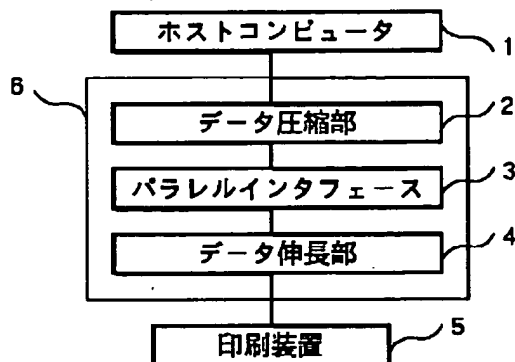 ホストコンピュータ
1
6
データ圧縮部
2
パラレルインタフェース
3
データ伸長部
4
印刷装置
5